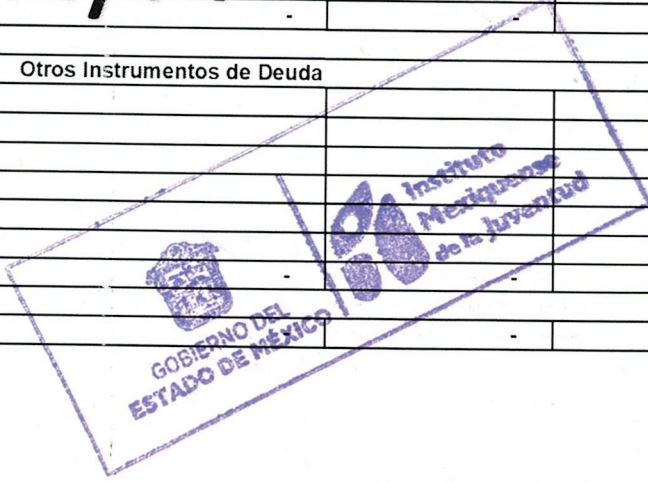 - -
Otros Instrumentos de Deuda
- -
- -
Instituto
Mexiquense
de la Juventud
GOBIERNO DEL
ESTADO DE MÉXICO